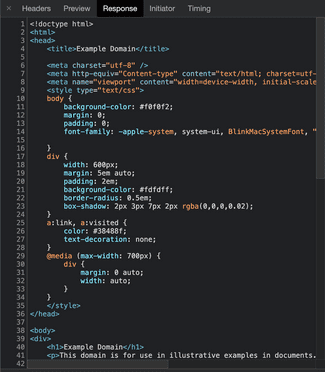 × Headers Preview Response Initiator Timing
1 <!doctype html>
2 <html>
3 <head>
4 <title>Example Domain</title>
5
6 <meta charset="utf-8" />
7 <meta http-equiv="Content-type" content="text/html; charset=utf-
8 <meta name="viewport" content="width=device-width, initial-scale
9 <style type="text/css">
10 body {
11 background-color: #f0f0f2;
12 margin: 0;
13 padding: 0;
14 font-family: -apple-system, system-ui, BlinkMacSystemFont, "
15
16 }
17 div {
18 width: 600px;
19 margin: 5em auto;
20 padding: 2em;
21 background-color: #fdfdff;
22 border-radius: 0.5em;
23 box-shadow: 2px 3px 7px 2px rgba(0,0,0,0.02);
24 }
25 a:link, a:visited {
26 color: #38488f;
27 text-decoration: none;
28 }
29 @media (max-width: 700px) {
30 div {
31 margin: 0 auto;
32 width: auto;
33 }
34 }
35 </style>
36 </head>
37
38 <body>
39 <div>
40 <h1>Example Domain</h1>
41 <p>This domain is for use in illustrative examples in documents.
42